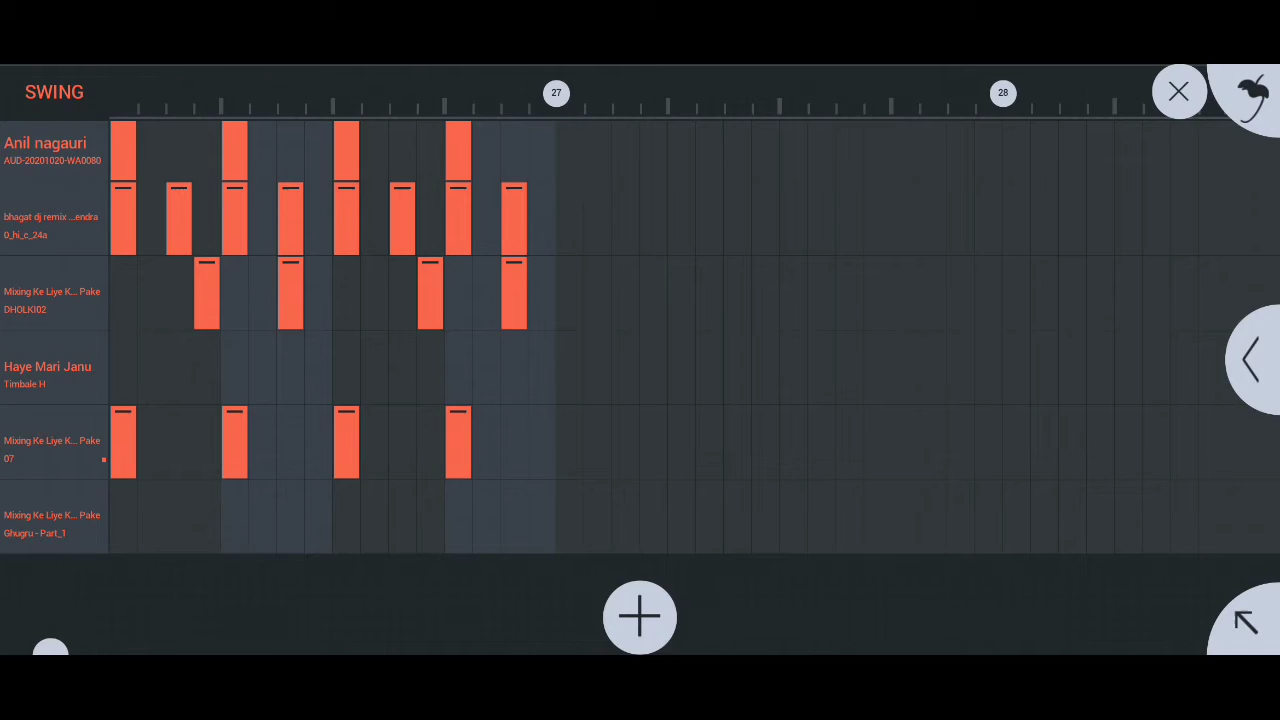 SWING
27
28
Anil nagauri
AUD-20201020-WA0080
bhagat dj remix ...endra
0_hi_c_24a
Mixing Ke Liye K... Pake
DHOLKI02
Haye Mari Janu
Timbale H
Mixing Ke Liye K... Pake
07
Mixing Ke Liye K... Pake
Ghugru - Part_1